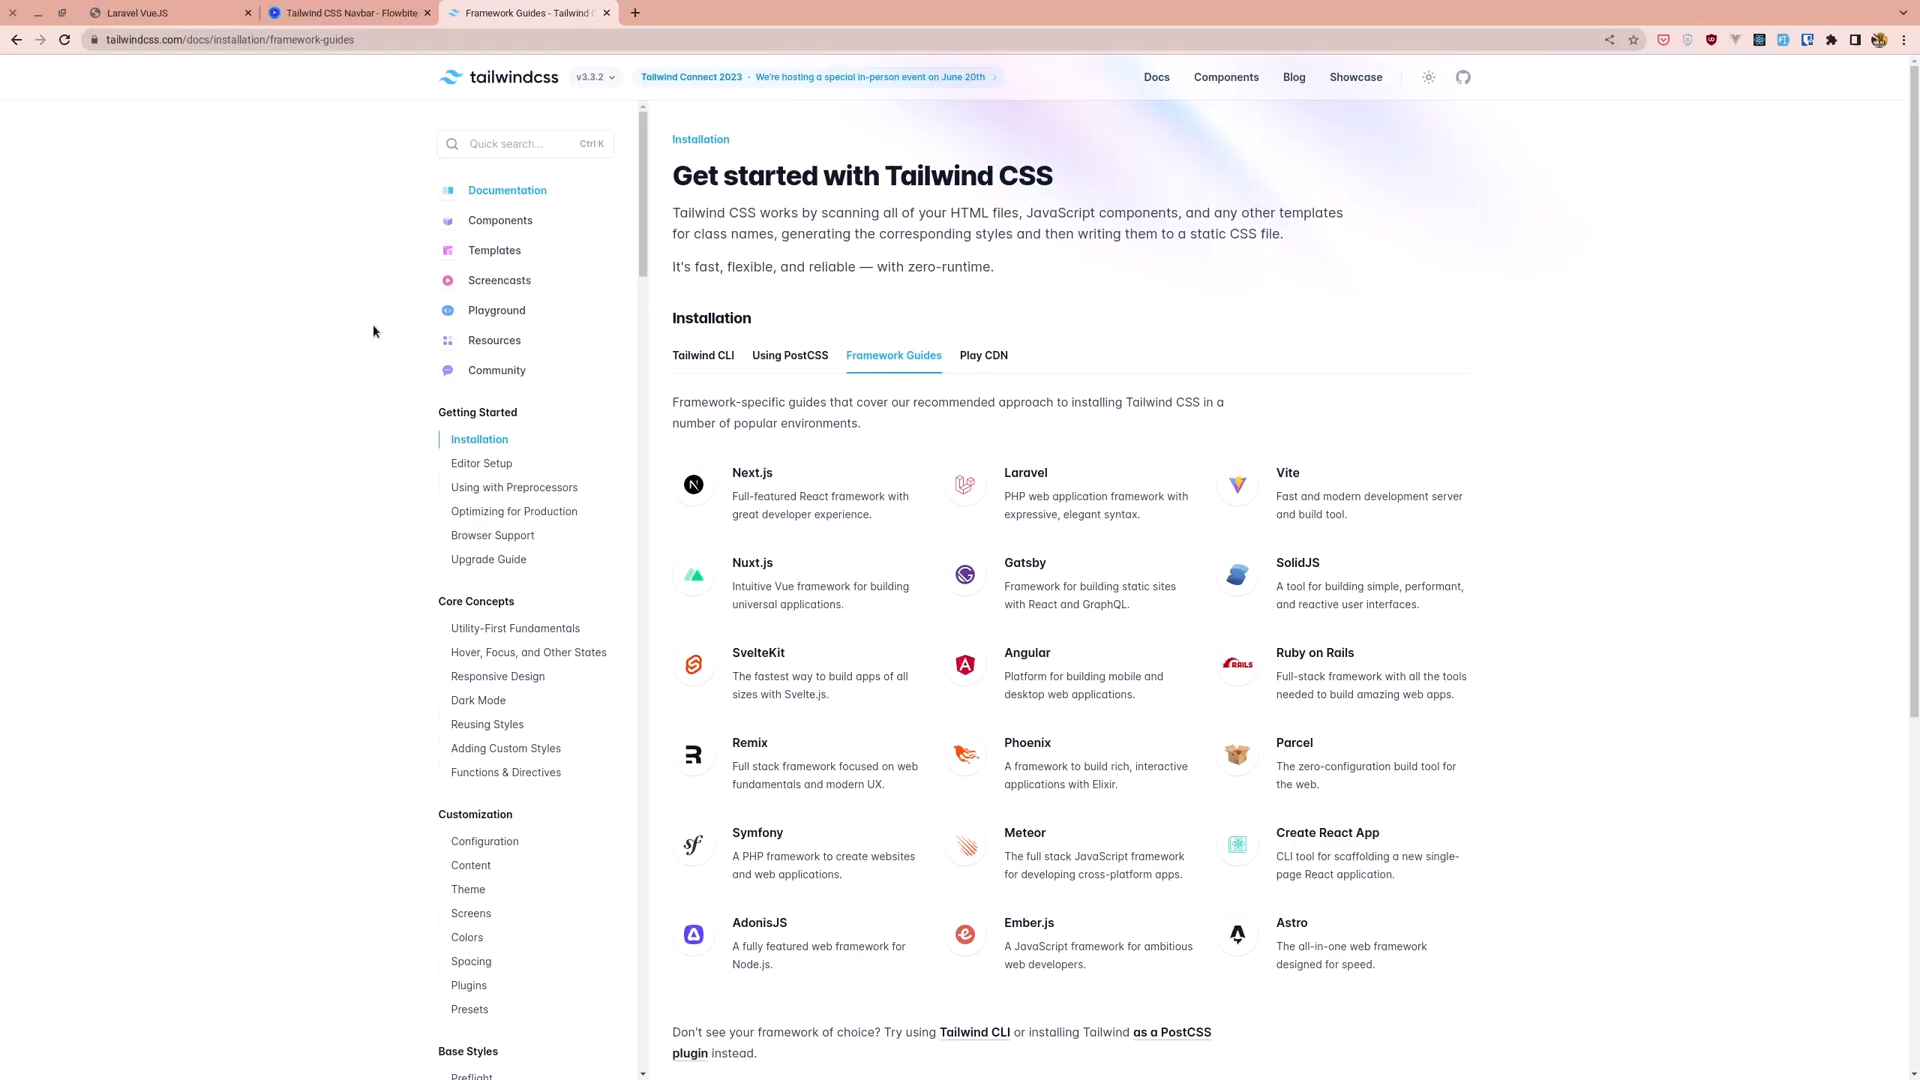 Laravel VueJS
Tailwind CSS Navbar - Flowbite
Framework Guides - Tailwind C
tailwindcss.com/docs/installation/framework-guides
tailwindcss
v3.3.2
Tailwind Connect 2023 · We're hosting a special in-person event on June 20th
Docs
Components
Blog
Showcase
Quick search...
Ctrl K
Documentation
Components
Templates
Screencasts
Playground
Resources
Community
Getting Started
Installation
Editor Setup
Using with Preprocessors
Optimizing for Production
Browser Support
Upgrade Guide
Core Concepts
Utility-First Fundamentals
Hover, Focus, and Other States
Responsive Design
Dark Mode
Reusing Styles
Adding Custom Styles
Functions & Directives
Customization
Configuration
Content
Theme
Screens
Colors
Spacing
Plugins
Presets
Base Styles
Preflight
Installation
Get started with Tailwind CSS
Tailwind CSS works by scanning all of your HTML files, JavaScript components, and any other templates
for class names, generating the corresponding styles and then writing them to a static CSS file.
It's fast, flexible, and reliable — with zero-runtime.
Installation
Tailwind CLI
Using PostCSS
Framework Guides
Play CDN
Framework-specific guides that cover our recommended approach to installing Tailwind CSS in a
number of popular environments.
Next.js
Full-featured React framework with
great developer experience.
Laravel
PHP web application framework with
expressive, elegant syntax.
Vite
Fast and modern development server
and build tool.
Nuxt.js
Intuitive Vue framework for building
universal applications.
Gatsby
Framework for building static sites
with React and GraphQL.
SolidJS
A tool for building simple, performant,
and reactive user interfaces.
SvelteKit
The fastest way to build apps of all
sizes with Svelte.js.
Angular
Platform for building mobile and
desktop web applications.
RAILS
Ruby on Rails
Full-stack framework with all the tools
needed to build amazing web apps.
Remix
Full stack framework focused on web
fundamentals and modern UX.
Phoenix
A framework to build rich, interactive
applications with Elixir.
Parcel
The zero-configuration build tool for
the web.
Symfony
A PHP framework to create websites
and web applications.
Meteor
The full stack JavaScript framework
for developing cross-platform apps.
Create React App
CLI tool for scaffolding a new single-
page React application.
AdonisJS
A fully featured web framework for
Node.js.
Ember.js
A JavaScript framework for ambitious
web developers.
Astro
The all-in-one web framework
designed for speed.
Don't see your framework of choice? Try using Tailwind CLI or installing Tailwind as a PostCSS
plugin instead.